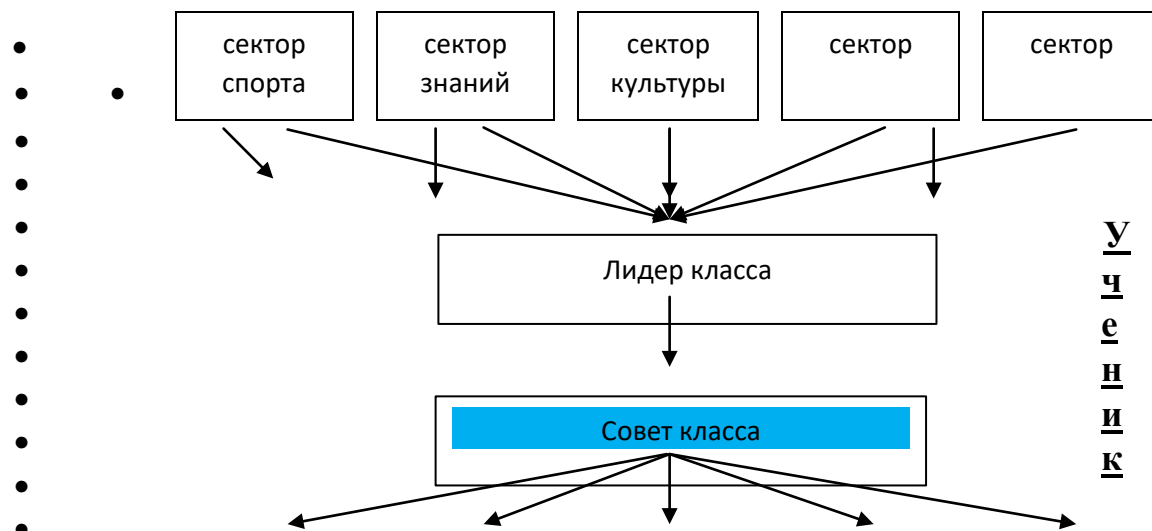 сектор
спорта
сектор
знаний
сектор
культуры
сектор
сектор
Лидер класса
Совет класса
У
ч
е
н
и
к